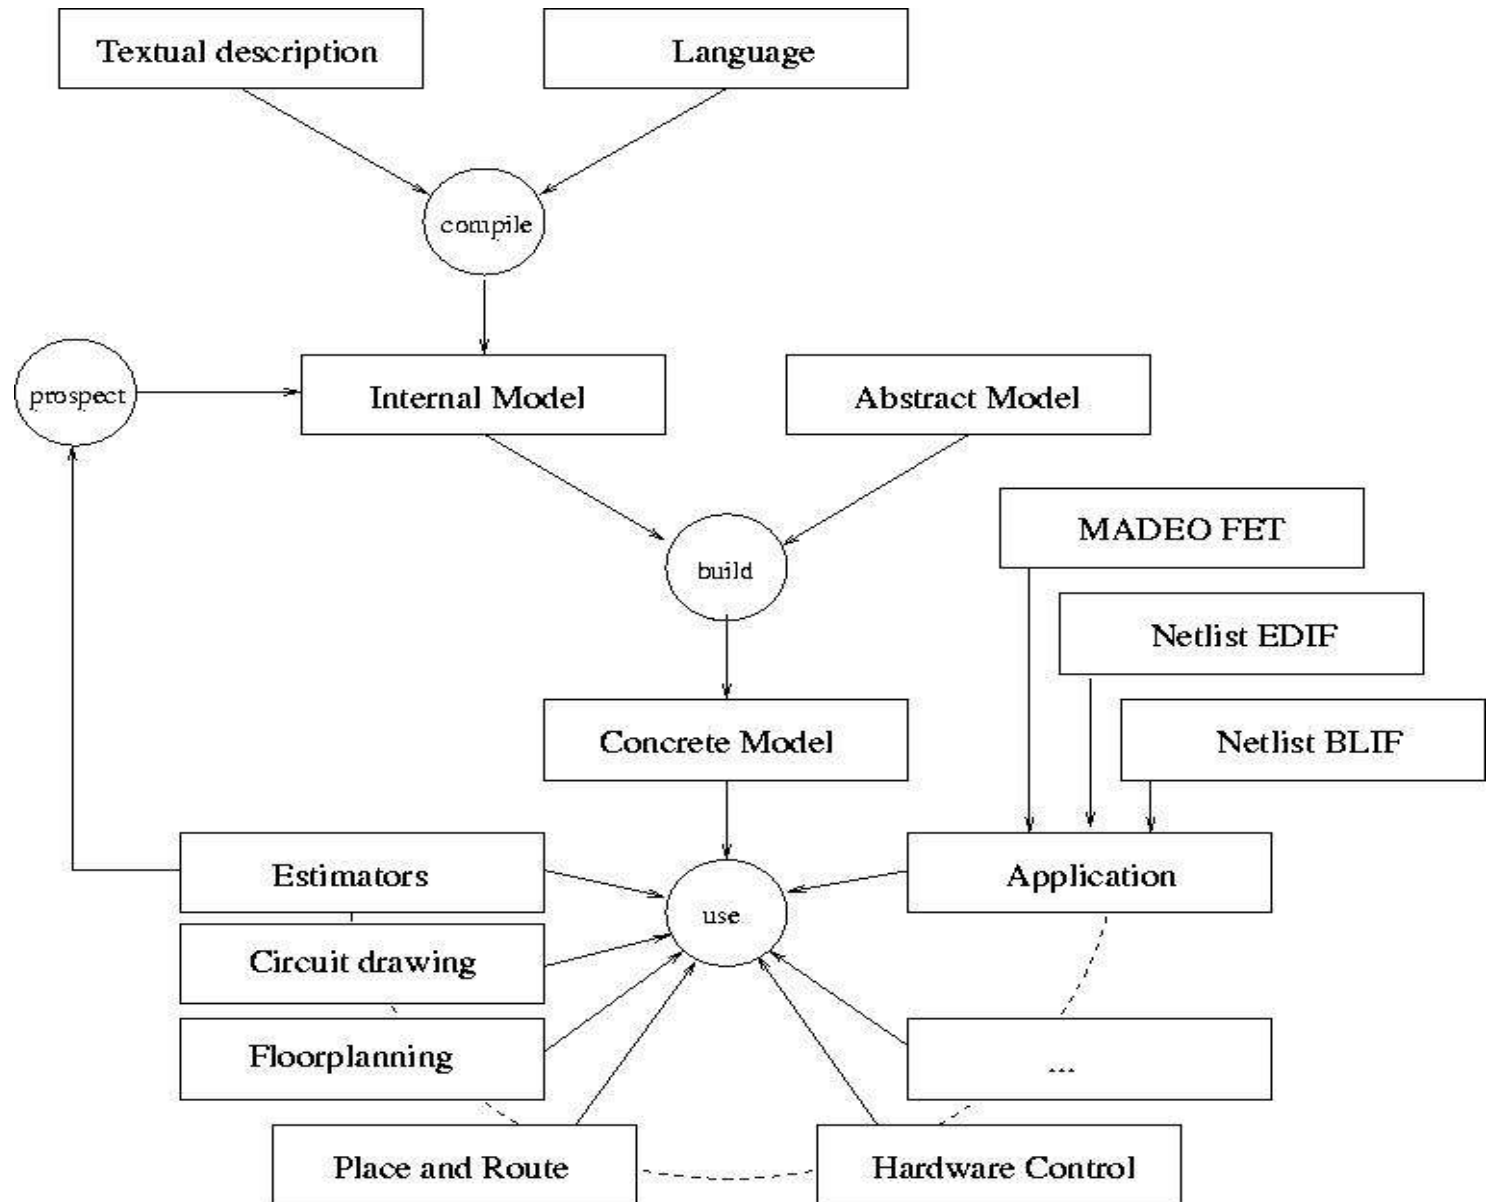 Textual description
Language
compile
prospect
Internal Model
Abstract Model
MADEO FET
build
Netlist EDIF
Concrete Model
Netlist BLIF
Estimators
use
Application
Circuit drawing
Floorplanning
...
Place and Route
Hardware Control